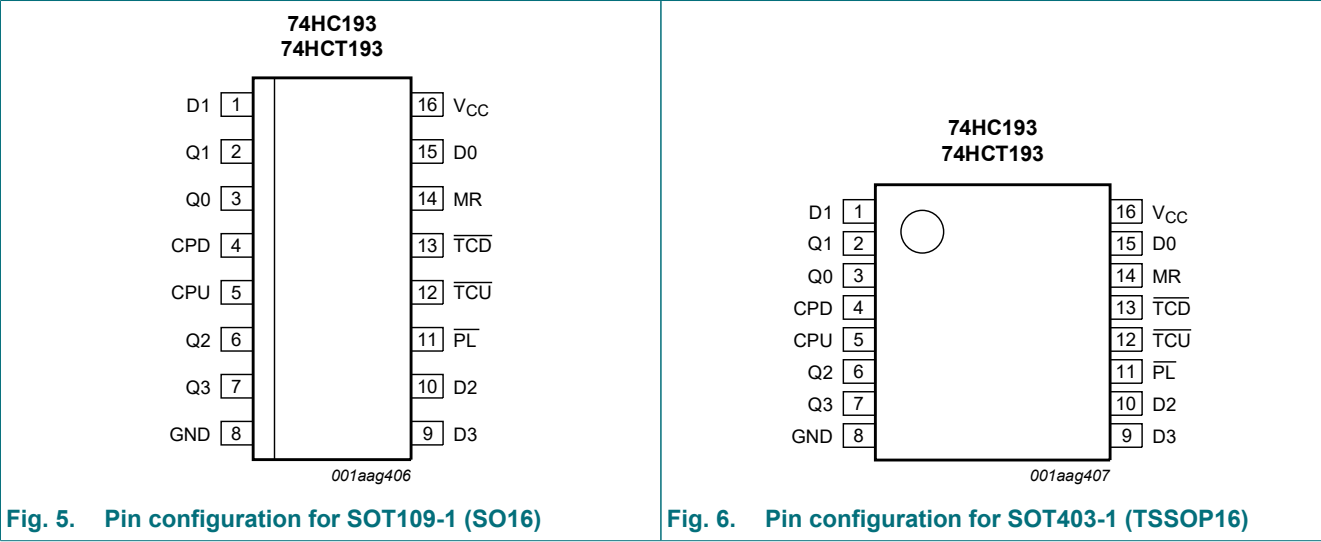 74HC193
74HCT193
D1 1 16 VCC
Q1 2 15 D0
Q0 3 14 MR
CPD 4 13 TCD
CPU 5 12 TCU
Q2 6 11 PL
Q3 7 10 D2
GND 8 9 D3
001aag406
Fig. 5. Pin configuration for SOT109-1 (SO16)
74HC193
74HCT193
D1 1 16 VCC
Q1 2 15 D0
Q0 3 14 MR
CPD 4 13 TCD
CPU 5 12 TCU
Q2 6 11 PL
Q3 7 10 D2
GND 8 9 D3
001aag407
Fig. 6. Pin configuration for SOT403-1 (TSSOP16)